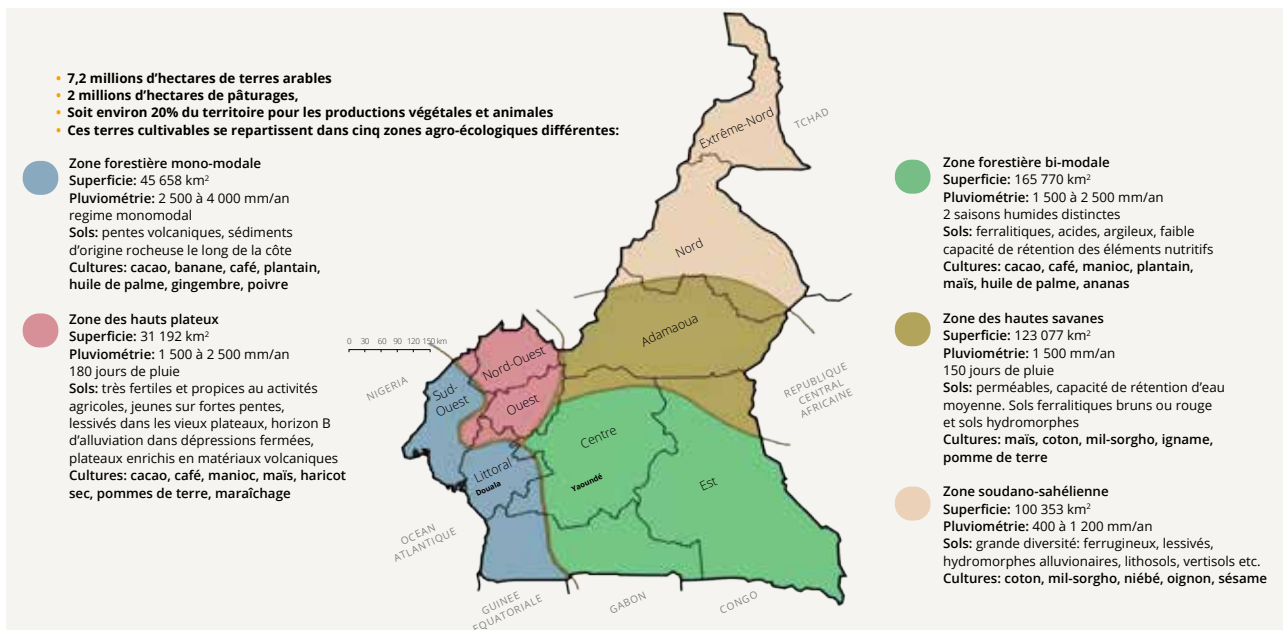 • 7,2 millions d’hectares de terres arables
• 2 millions d’hectares de pâturages,
• Soit environ 20% du territoire pour les productions végétales et animales
• Ces terres cultivables se repartissent dans cinq zones agro-écologiques différentes:
Zone forestière mono-modale
Superficie: 45 658 km²
Pluviométrie: 2 500 à 4 000 mm/an
regime monomodal
Sols: pentes volcaniques, sédiments
d’origine rocheuse le long de la côte
Cultures: cacao, banane, café, plantain,
huile de palme, gingembre, poivre
Zone des hauts plateux
Superficie: 31 192 km²
Pluviométrie: 1 500 à 2 500 mm/an
180 jours de pluie
Sols: très fertiles et propices au activités
agricoles, jeunes sur fortes pentes,
lessivés dans les vieux plateaux, horizon B
d’alluviation dans dépressions fermées,
plateaux enrichis en matériaux volcaniques
Cultures: cacao, café, manioc, maïs, haricot
sec, pommes de terre, maraîchage
0 30 60 90 120 150 km
Extrême-Nord
TCHAD
Nord
Adamaoua
NIGERIA
Nord-Ouest
Sud-
Ouest
Ouest
REPUBLIQUE
CENTRAL
AFRICAINE
Centre
Littoral
Douala
Yaoundé
Est
OCEAN
ATLANTIQUE
GUINEE
EQUATORIALE
GABON
CONGO
Zone forestière bi-modale
Superficie: 165 770 km²
Pluviométrie: 1 500 à 2 500 mm/an
2 saisons humides distinctes
Sols: ferralitiques, acides, argileux, faible
capacité de rétention des éléments nutritifs
Cultures: cacao, café, manioc, plantain,
maïs, huile de palme, ananas
Zone des hautes savanes
Superficie: 123 077 km²
Pluviométrie: 1 500 mm/an
150 jours de pluie
Sols: perméables, capacité de rétention d’eau
moyenne. Sols ferralitiques bruns ou rouge
et sols hydromorphes
Cultures: maïs, coton, mil-sorgho, igname,
pomme de terre
Zone soudano-sahélienne
Superficie: 100 353 km²
Pluviométrie: 400 à 1 200 mm/an
Sols: grande diversité: ferrugineux, lessivés,
hydromorphes alluvionaires, lithosols, vertisols etc.
Cultures: coton, mil-sorgho, niébé, oignon, sésame